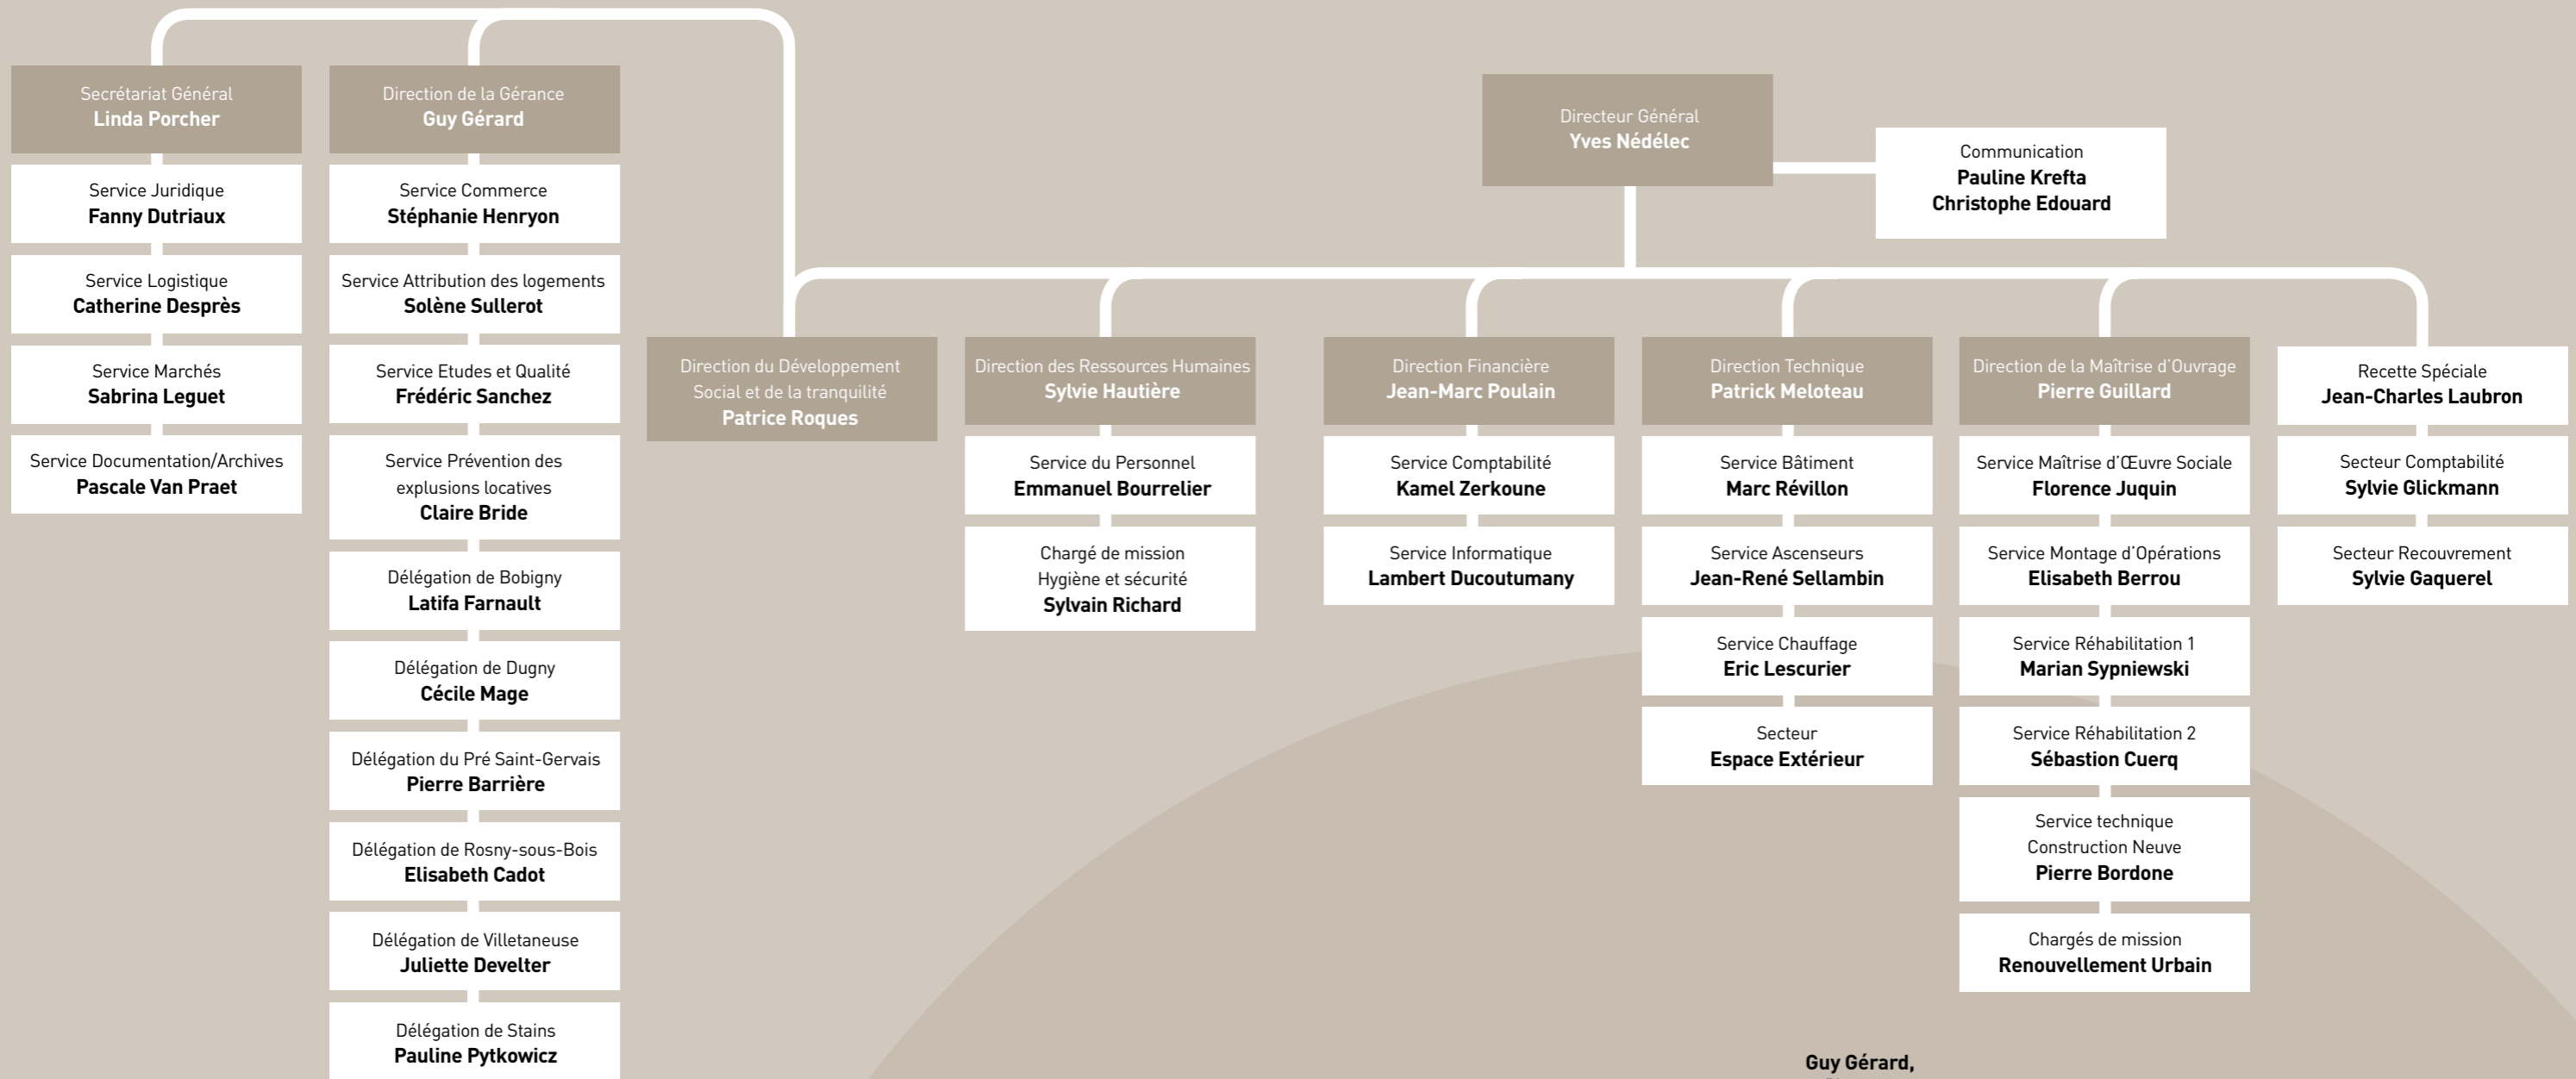 Secrétariat Général
Linda Porcher
Service Juridique
Fanny Dutriaux
Service Logistique
Catherine Desprès
Service Marchés
Sabrina Leguet
Service Documentation/Archives
Pascale Van Praet
Direction de la Gérance
Guy Gérard
Service Commerce
Stéphanie Henryon
Service Attribution des logements
Solène Sullerot
Service Etudes et Qualité
Frédéric Sanchez
Service Prévention des
explusions locatives
Claire Bride
Délégation de Bobigny
Latifa Farnault
Délégation de Dugny
Cécile Mage
Délégation du Pré Saint-Gervais
Pierre Barrière
Délégation de Rosny-sous-Bois
Elisabeth Cadot
Délégation de Villetaneuse
Juliette Develter
Délégation de Stains
Pauline Pytkowicz
Directeur Général
Yves Nédélec
Communication
Pauline Krefta
Christophe Edouard
Direction du Développement
Social et de la tranquilité
Patrice Roques
Direction des Ressources Humaines
Sylvie Hautière
Service du Personnel
Emmanuel Bourrelier
Chargé de mission
Hygiène et sécurité
Sylvain Richard
Direction Financière
Jean-Marc Poulain
Service Comptabilité
Kamel Zerkoune
Service Informatique
Lambert Ducoutumany
Direction Technique
Patrick Meloteau
Service Bâtiment
Marc Révillon
Service Ascenseurs
Jean-René Sellambin
Service Chauffage
Eric Lescurier
Secteur
Espace Extérieur
Direction de la Maîtrise d'Ouvrage
Pierre Guillard
Service Maîtrise d'Œuvre Sociale
Florence Juquin
Service Montage d'Opérations
Elisabeth Berrou
Service Réhabilitation 1
Marian Sypniewski
Service Réhabilitation 2
Sébastion Cuerq
Service technique
Construction Neuve
Pierre Bordone
Chargés de mission
Renouvellement Urbain
Recette Spéciale
Jean-Charles Laubron
Secteur Comptabilité
Sylvie Glickmann
Secteur Recouvrement
Sylvie Gaquerel
Guy Gérard,